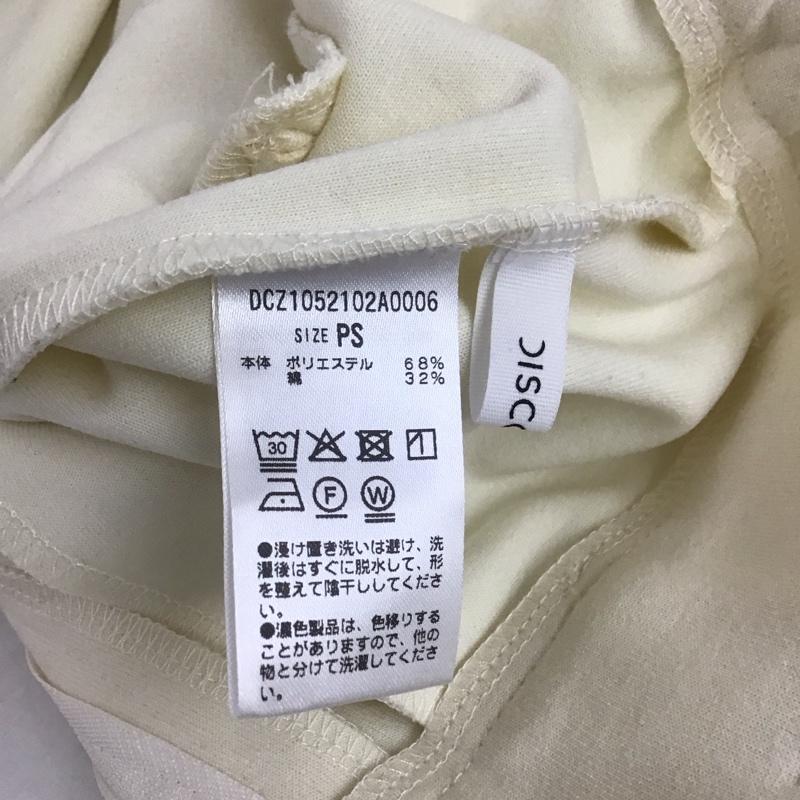 DCZ1052102A0006
SIZE PS
本体 ポリエステル 68%
綿 32%
30
F W
●浸け置き洗いは避け、洗
濯後はすぐに脱水して、形
を整えて陰干ししてくださ
い。
●濃色製品は、色移りする
ことがありますので、他の
物と分けて洗濯してくださ
い。
DISC